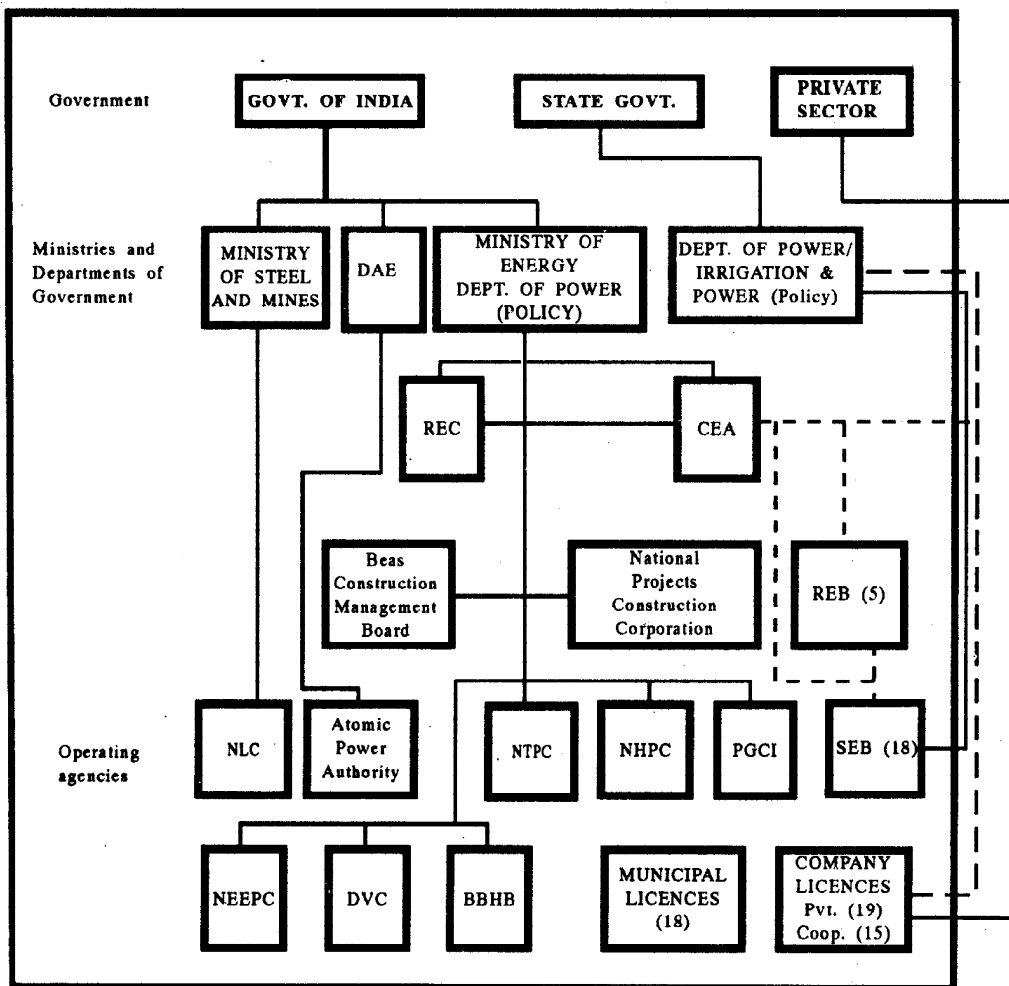 Government
GOVT. OF INDIA
STATE GOVT.
PRIVATE
SECTOR
Ministries and
Departments of
Government
MINISTRY
OF STEEL
AND MINES
DAE
MINISTRY OF
ENERGY
DEPT. OF POWER
(POLICY)
DEPT. OF POWER/
IRRIGATION &
POWER (Policy)
REC
CEA
Beas
Construction
Management
Board
National
Projects
Construction
Corporation
REB (5)
Operating
agencies
NLC
Atomic
Power
Authority
NTPC
NHPC
PGCI
SEB (18)
NEEPC
DVC
BBHB
MUNICIPAL
LICENCES
(18)
COMPANY
LICENCES
Pvt. (19)
Coop. (15)